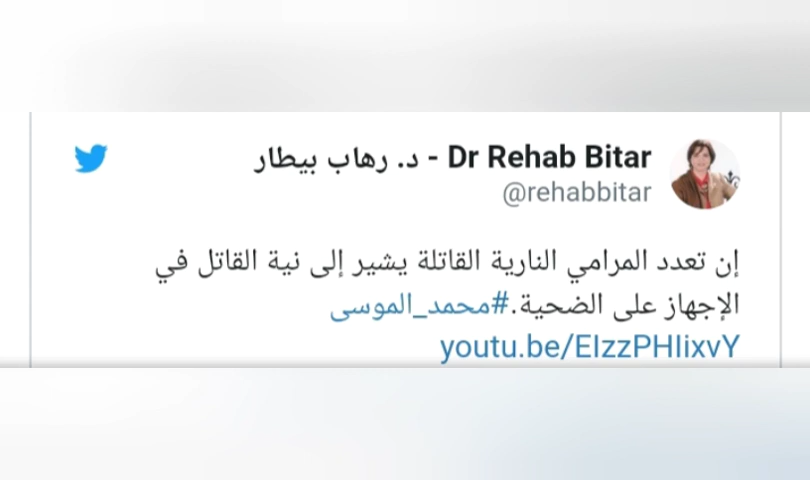 Dr Rehab Bitar - د. رهاب بيطار
@rehabbitar
إن تعدد المرامي النارية القاتلة يشير إلى نية القاتل في
الإجهاز على الضحية.#محمد_الموسى
youtu.be/EIzzPHlixvY